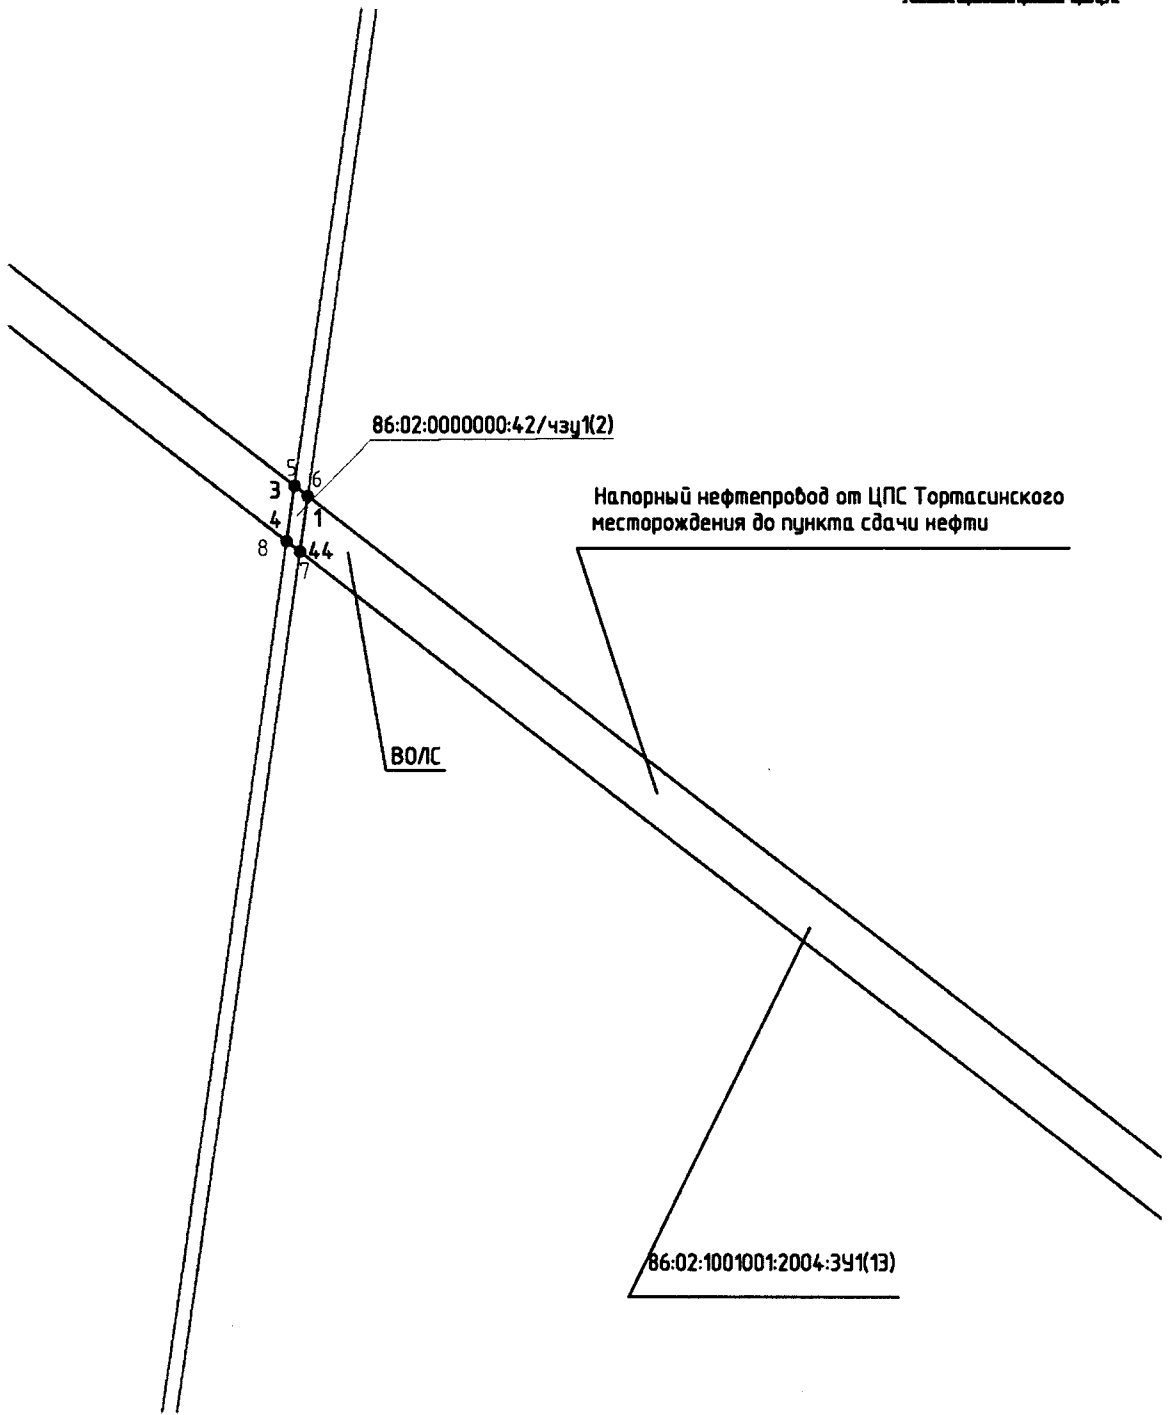 86:02:0000000:42/чзу1(2)
5
6
3
1
4
8
44
7
Напорный нефтепровод от ЦПС Тортасинского
месторождения до пункта сдачи нефти
ВОЛС
86:02:1001001:2004:ЗУ1(13)